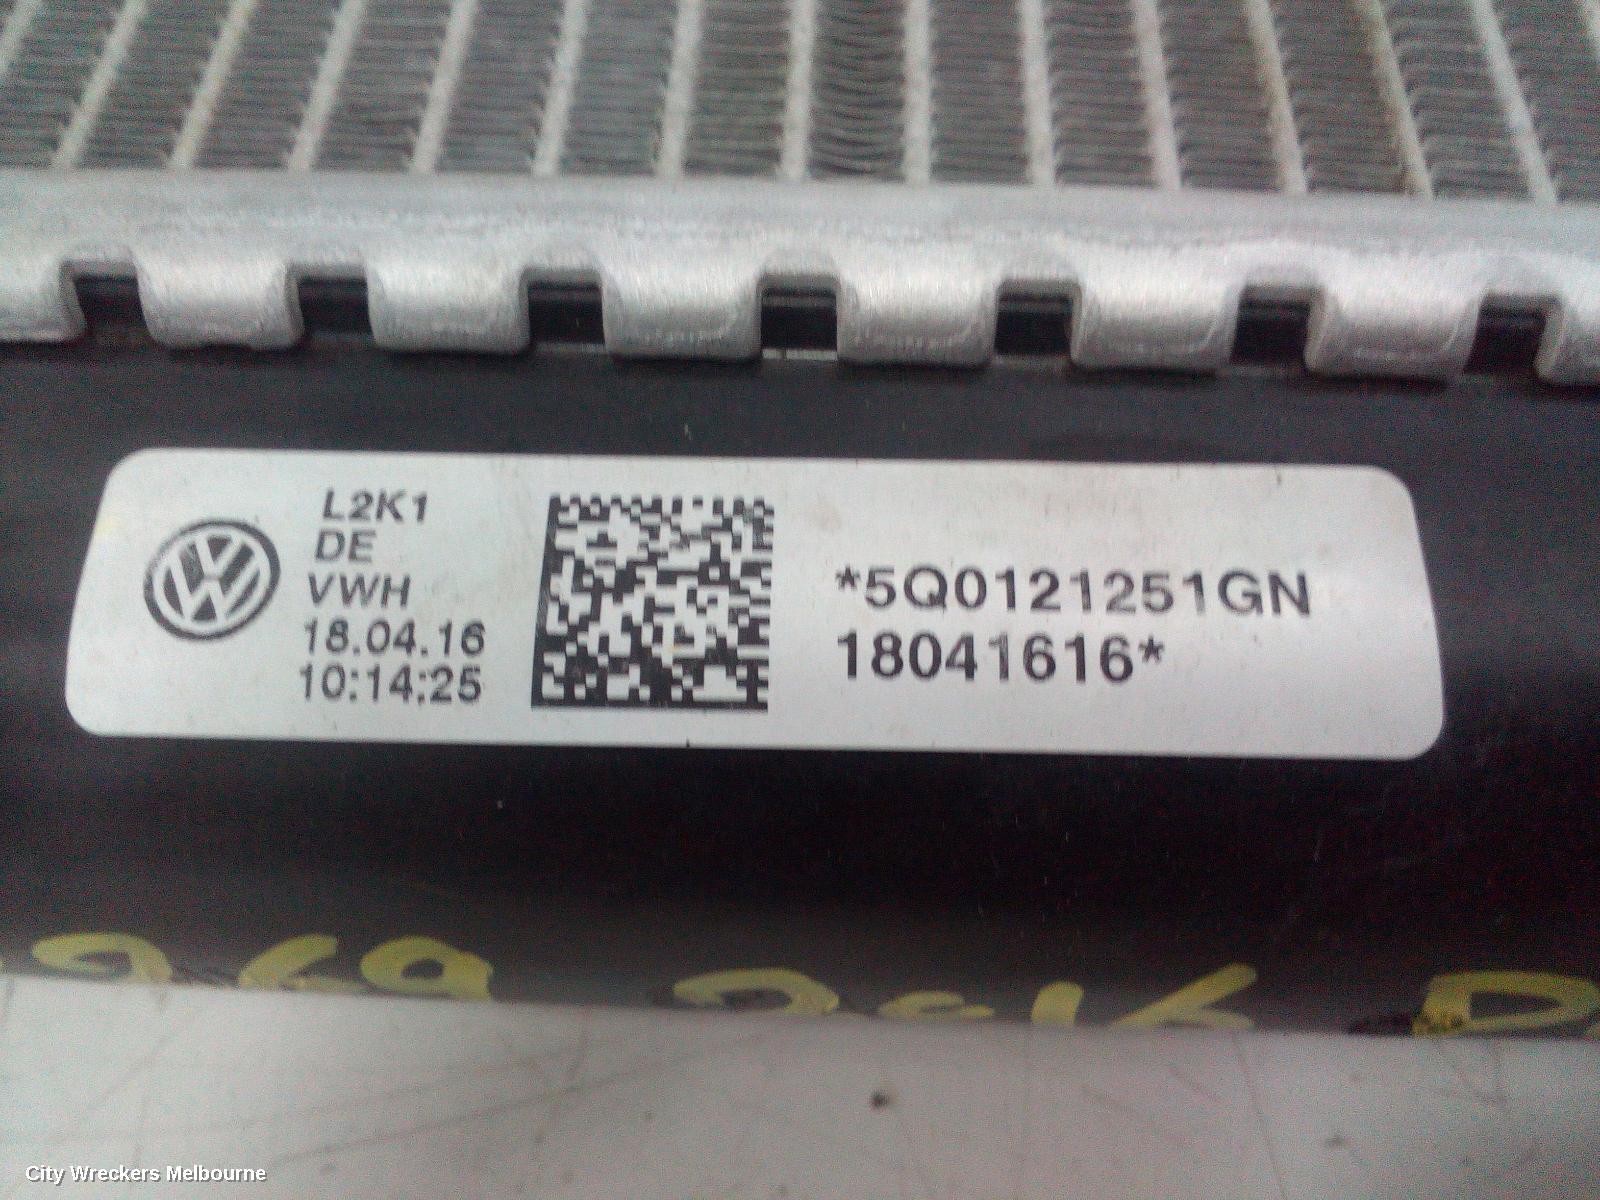 L2K1
DE
VWH
18.04.16
10:14:25
*5Q0121251GN
18041616*
City Wreckers Melbourne